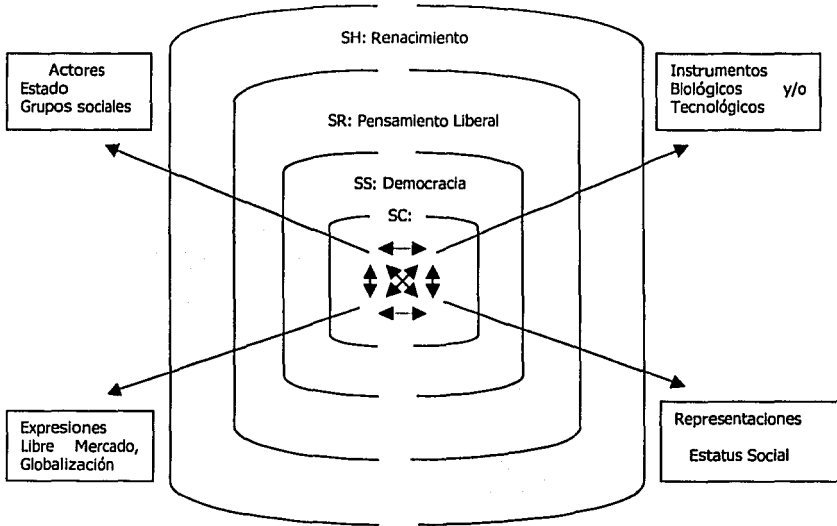 SH: Renacimiento
Actores
Estado
Grupos sociales
Instrumentos
Biológicos y/o
Tecnológicos
SR: Pensamiento Liberal
SS: Democracia
SC:
Expresiones
Libre Mercado,
Globalización
Representaciones
Estatus Social